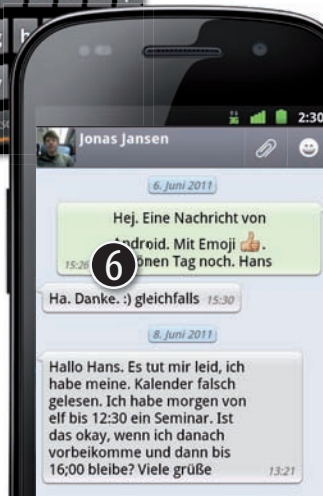 2:30
Jonas Jansen
6. Juni 2011
Hej. Eine Nachricht von
Android. Mit Emoji 👍.
Tag noch. Hans
15:26
6
Ha. Danke. :) gleichfalls 15:30
8. Juni 2011
Hallo Hans. Es tut mir leid, ich
habe meine. Kalender falsch
gelesen. Ich habe morgen von
elf bis 12:30 ein Seminar. Ist
das okay, wenn ich danach
vorbeikomme und dann bis
16;00 bleibe? Viele grüße
13:21